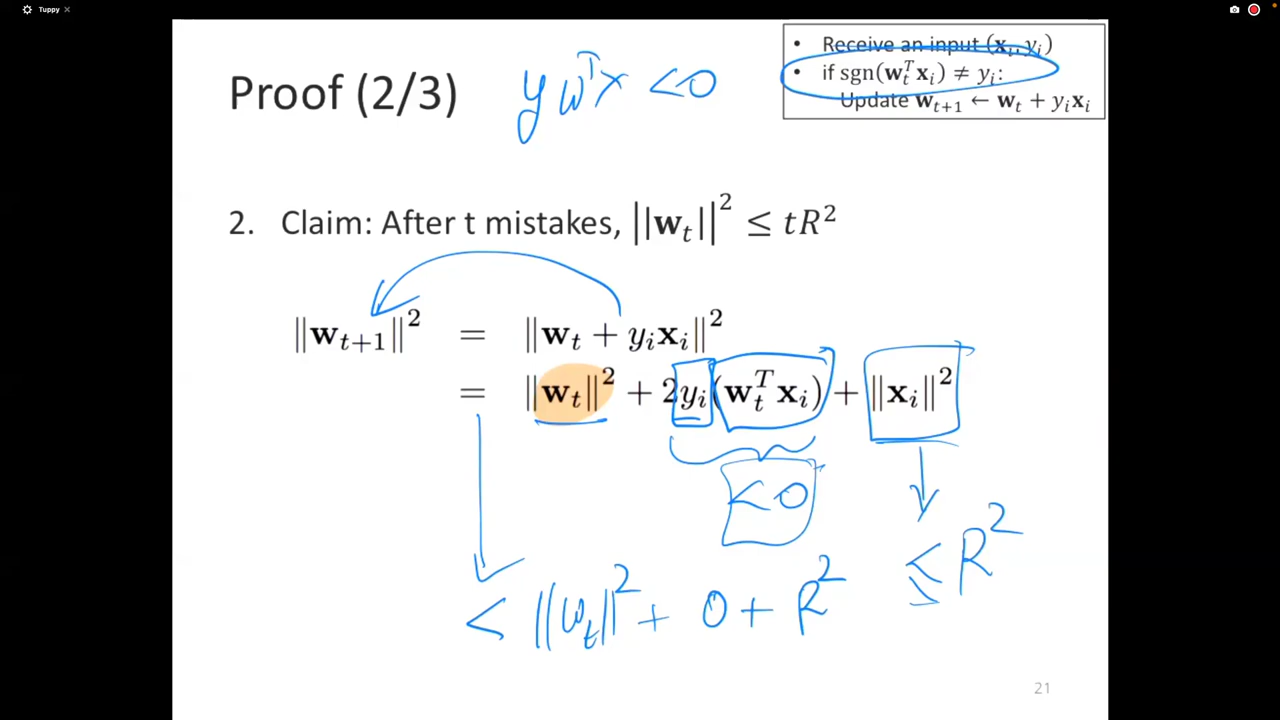 Tuppy
Proof (2/3)
y wᵀx < 0
• Receive an input (𝐱ᵢ, yᵢ)
• if sgn(𝐰ₜᵀ𝐱ᵢ) ≠ yᵢ:
Update 𝐰ₜ₊₁ ← 𝐰ₜ + yᵢ𝐱ᵢ
2. Claim: After t mistakes, ||𝐰ₜ||² ≤ tR²
‖𝐰ₜ₊₁‖² = ‖𝐰ₜ + yᵢ𝐱ᵢ‖²
= ‖𝐰ₜ‖² + 2yᵢ(𝐰ₜᵀ𝐱ᵢ) + ‖𝐱ᵢ‖²
< 0
≤ R²
< ||wₜ||² + 0 + R²
21